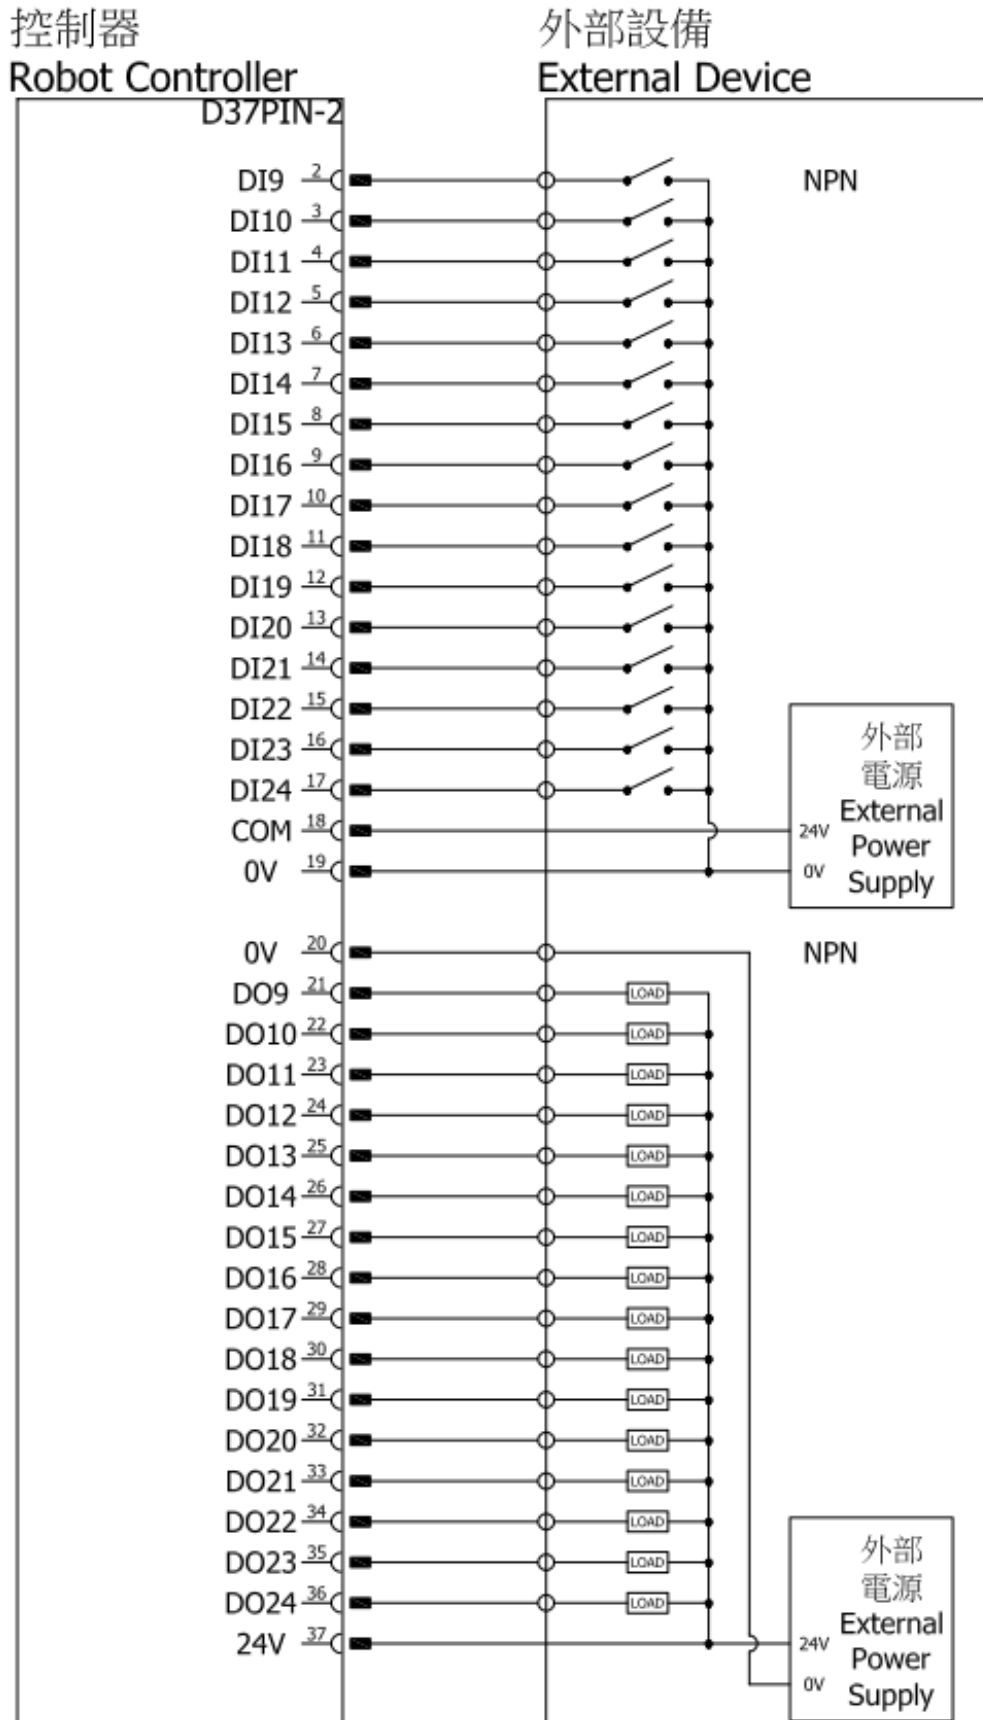 控制器
Robot Controller
外部設備
External Device
D37PIN-2
DI9 2
NPN
DI10 3
DI11 4
DI12 5
DI13 6
DI14 7
DI15 8
DI16 9
DI17 10
DI18 11
DI19 12
DI20 13
DI21 14
DI22 15
DI23 16
DI24 17
COM 18
0V 19
外部
電源
External
24V Power
0V Supply
0V 20
NPN
DO9 21 LOAD
DO10 22 LOAD
DO11 23 LOAD
DO12 24 LOAD
DO13 25 LOAD
DO14 26 LOAD
DO15 27 LOAD
DO16 28 LOAD
DO17 29 LOAD
DO18 30 LOAD
DO19 31 LOAD
DO20 32 LOAD
DO21 33 LOAD
DO22 34 LOAD
DO23 35 LOAD
DO24 36 LOAD
24V 37
外部
電源
External
24V Power
0V Supply